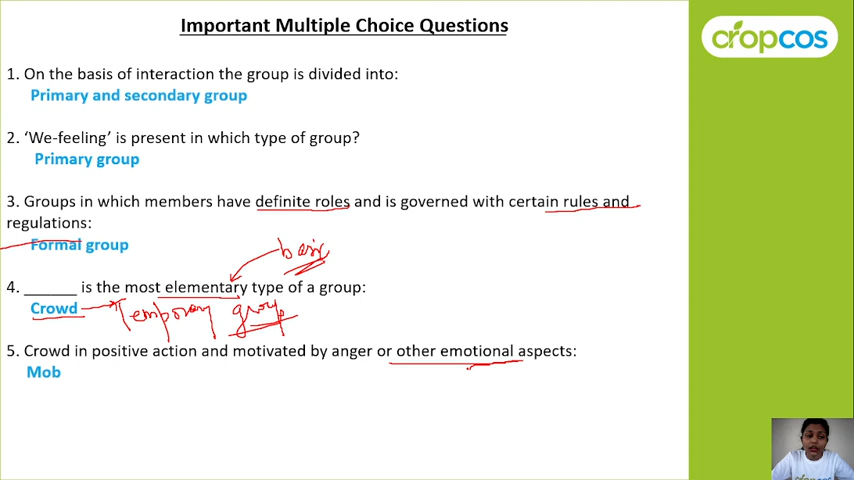 Important Multiple Choice Questions
cropcos
1. On the basis of interaction the group is divided into:
Primary and secondary group
2. ‘We-feeling’ is present in which type of group?
Primary group
3. Groups in which members have definite roles and is governed with certain rules and
regulations:
Formal group
basic
4. ______ is the most elementary type of a group:
Crowd
Temporary group
5. Crowd in positive action and motivated by anger or other emotional aspects:
Mob